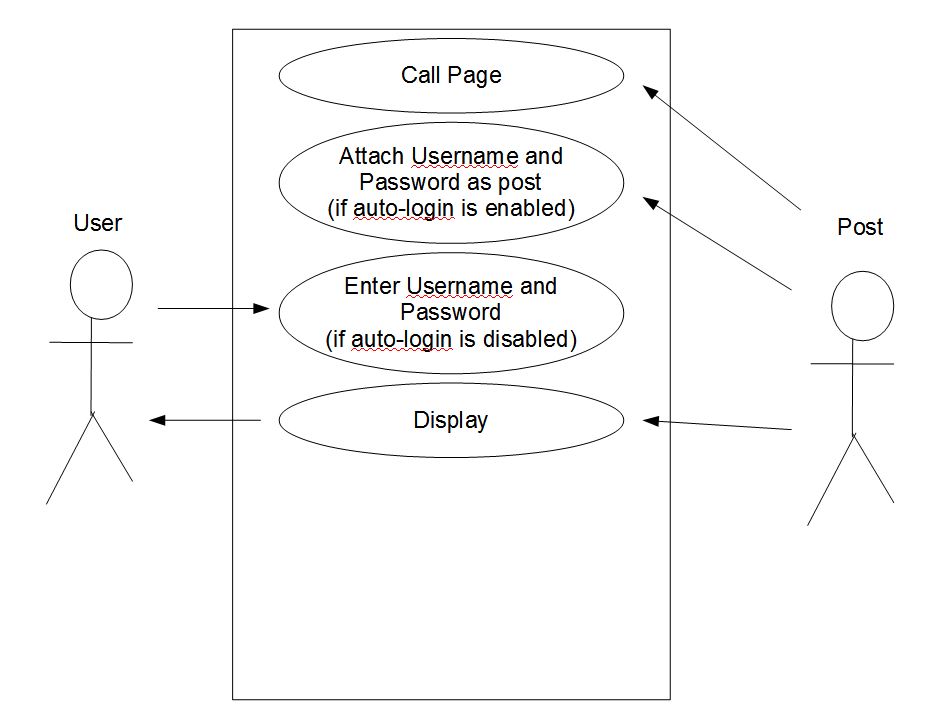 Call Page
Attach Username and
Password as post
(if auto-login is enabled)
User
Post
Enter Username and
Password
(if auto-login is disabled)
Display